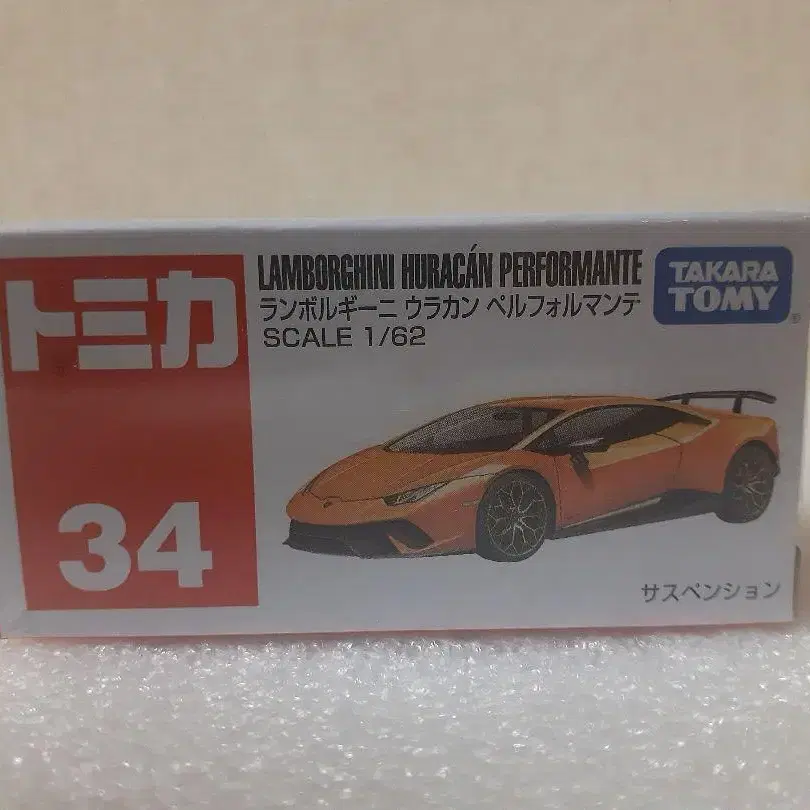 トミカ
34
LAMBORGHINI HURACÁN PERFORMANTE
ランボルギーニ ウラカン ペルフォルマンテ
SCALE 1/62
TAKARA
TOMY
サスペンション